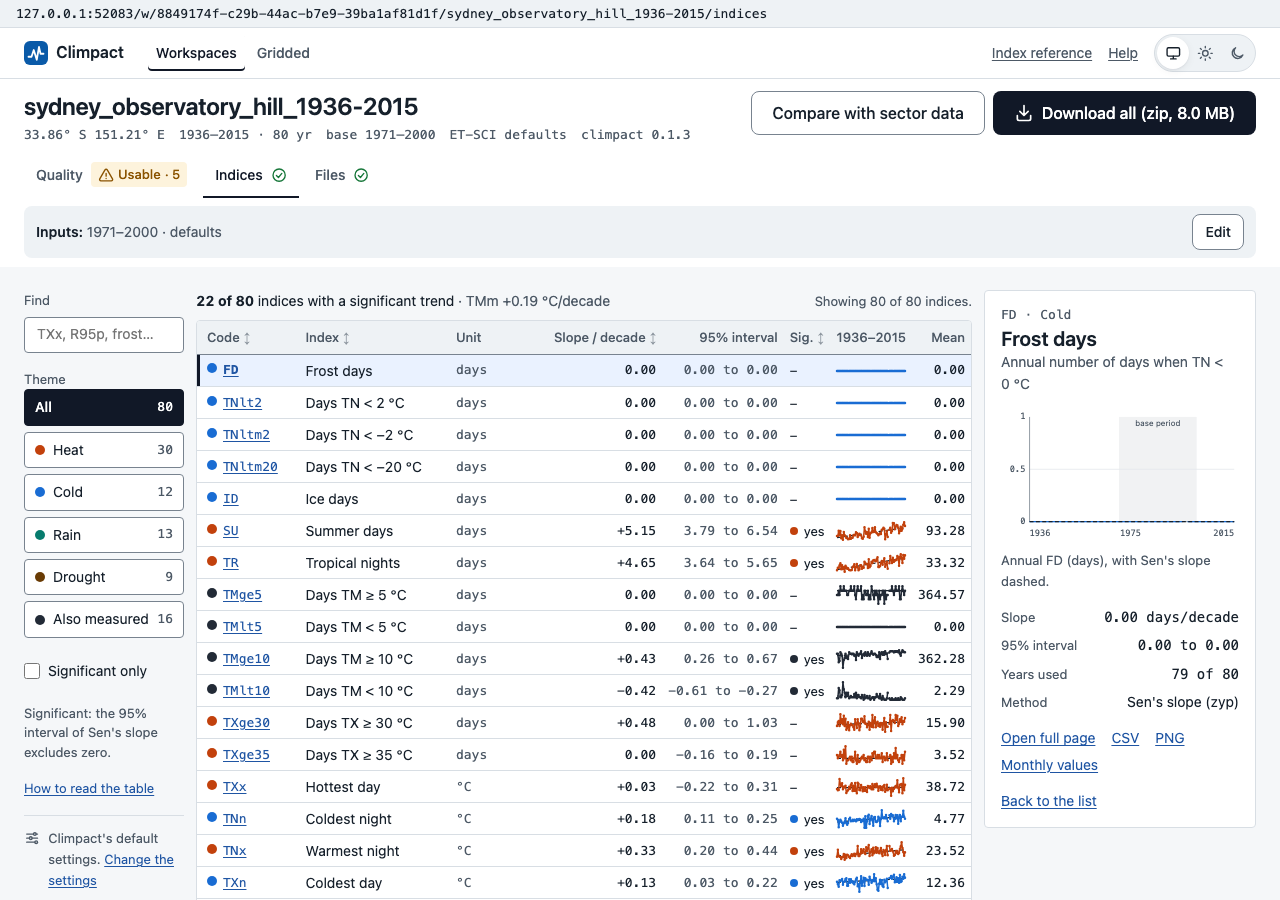 127.0.0.1:52083/w/8849174f-c29b-44ac-b7e9-39ba1af81d1f/sydney_observatory_hill_1936-2015/indices
Climpact Workspaces Gridded Index reference Help
sydney_observatory_hill_1936-2015
33.86° S 151.21° E 1936–2015 · 80 yr base 1971–2000 ET-SCI defaults climpact 0.1.3
Compare with sector data
Download all (zip, 8.0 MB)
Quality Usable · 5 Indices Files
Inputs: 1971–2000 · defaults
Edit
Find
TXx, R95p, frost...
Theme
All 80
Heat 30
Cold 12
Rain 13
Drought 9
Also measured 16
Significant only
Significant: the 95%
interval of Sen's slope
excludes zero.
How to read the table
Climpact's default
settings. Change the
settings
22 of 80 indices with a significant trend · TMm +0.19 °C/decade
Showing 80 of 80 indices.
Code Index Unit Slope / decade 95% interval Sig. 1936–2015 Mean
FD Frost days days 0.00 0.00 to 0.00 – 0.00
TNlt2 Days TN < 2 °C days 0.00 0.00 to 0.00 – 0.00
TNltm2 Days TN < −2 °C days 0.00 0.00 to 0.00 – 0.00
TNltm20 Days TN < −20 °C days 0.00 0.00 to 0.00 – 0.00
ID Ice days days 0.00 0.00 to 0.00 – 0.00
SU Summer days days +5.15 3.79 to 6.54 yes 93.28
TR Tropical nights days +4.65 3.64 to 5.65 yes 33.32
TMge5 Days TM ≥ 5 °C days 0.00 0.00 to 0.00 – 364.57
TMlt5 Days TM < 5 °C days 0.00 0.00 to 0.00 – 0.00
TMge10 Days TM ≥ 10 °C days +0.43 0.26 to 0.67 yes 362.28
TMlt10 Days TM < 10 °C days −0.42 −0.61 to −0.27 yes 2.29
TXge30 Days TX ≥ 30 °C days +0.48 0.00 to 1.03 – 15.90
TXge35 Days TX ≥ 35 °C days 0.00 −0.16 to 0.19 – 3.52
TXx Hottest day °C +0.03 −0.22 to 0.31 – 38.72
TNn Coldest night °C +0.18 0.11 to 0.25 yes 4.77
TNx Warmest night °C +0.33 0.20 to 0.44 yes 23.52
TXn Coldest day °C +0.13 0.03 to 0.22 yes 12.36
FD · Cold
Frost days
Annual number of days when TN <
0 °C
1
base period
0.5
0
1936 1975 2015
Annual FD (days), with Sen's slope
dashed.
Slope 0.00 days/decade
95% interval 0.00 to 0.00
Years used 79 of 80
Method Sen's slope (zyp)
Open full page CSV PNG
Monthly values
Back to the list